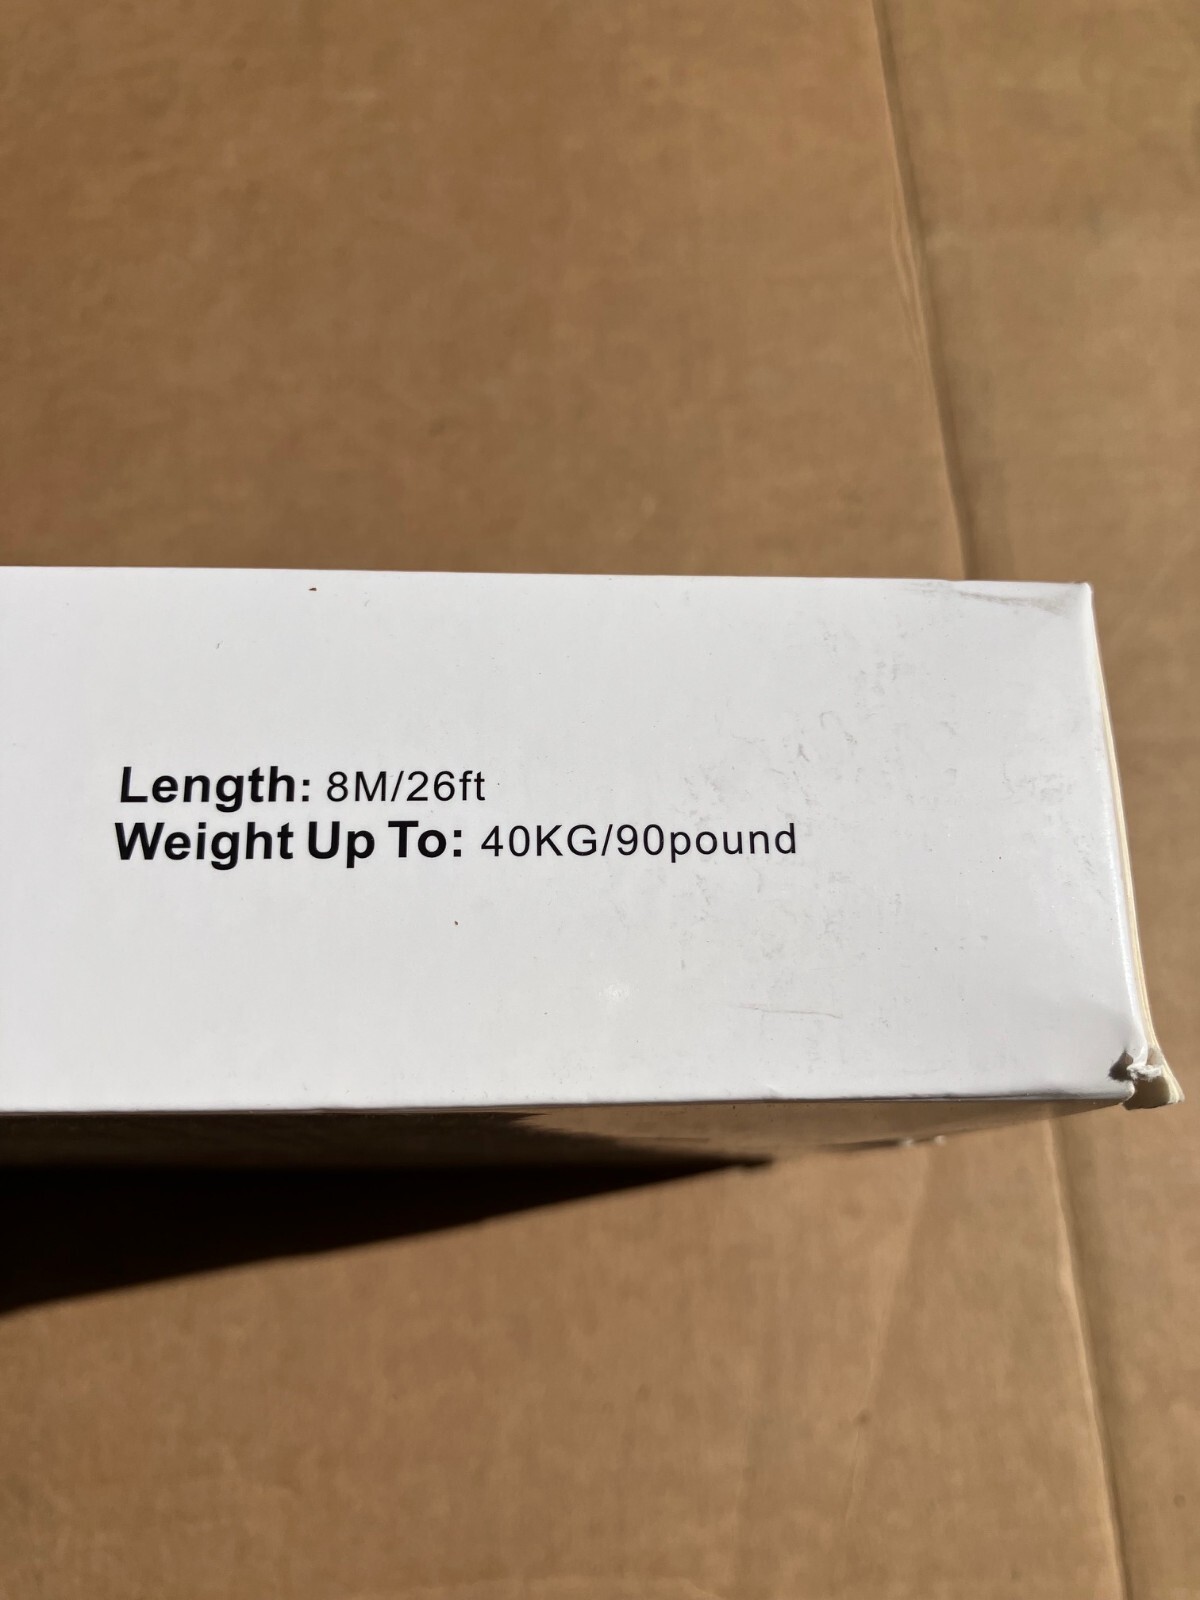 Length: 8M/26ft
Weight Up To: 40KG/90pound